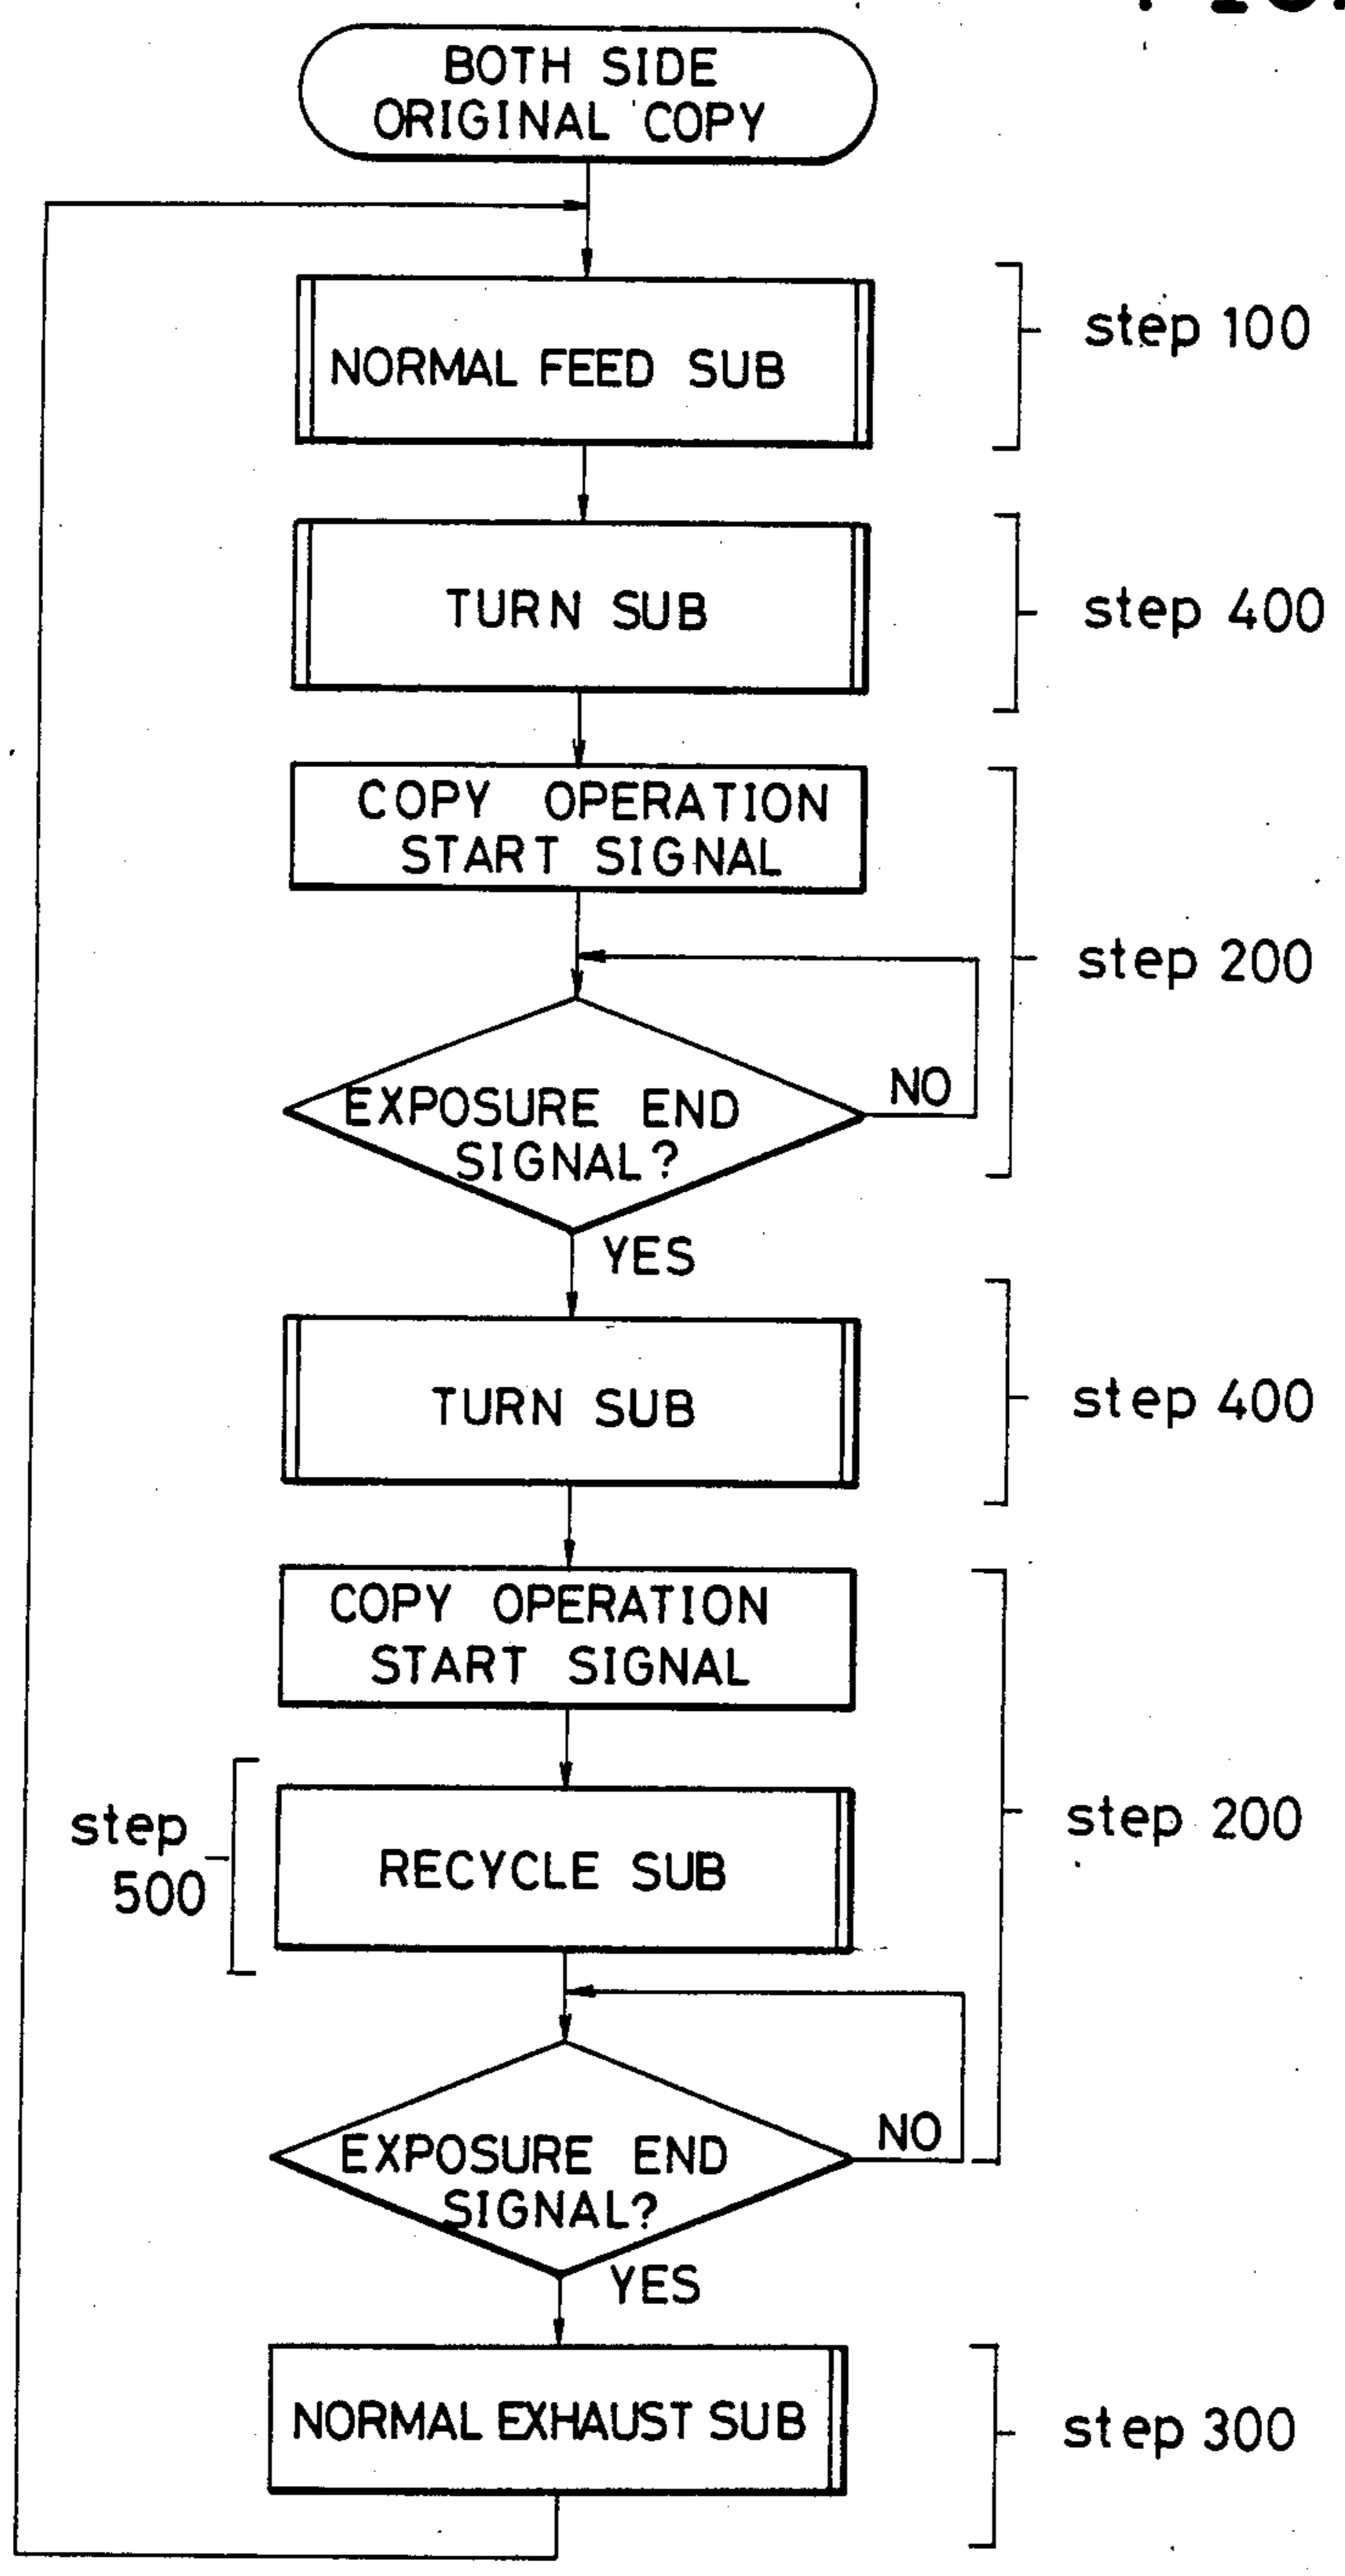 BOTH SIDE
ORIGINAL COPY
NORMAL FEED SUB
step 100
TURN SUB
step 400
COPY OPERATION
START SIGNAL
step 200
EXPOSURE END
SIGNAL?
NO
YES
TURN SUB
step 400
COPY OPERATION
START SIGNAL
step 200
step
500
RECYCLE SUB
EXPOSURE END
SIGNAL?
NO
YES
NORMAL EXHAUST SUB
step 300